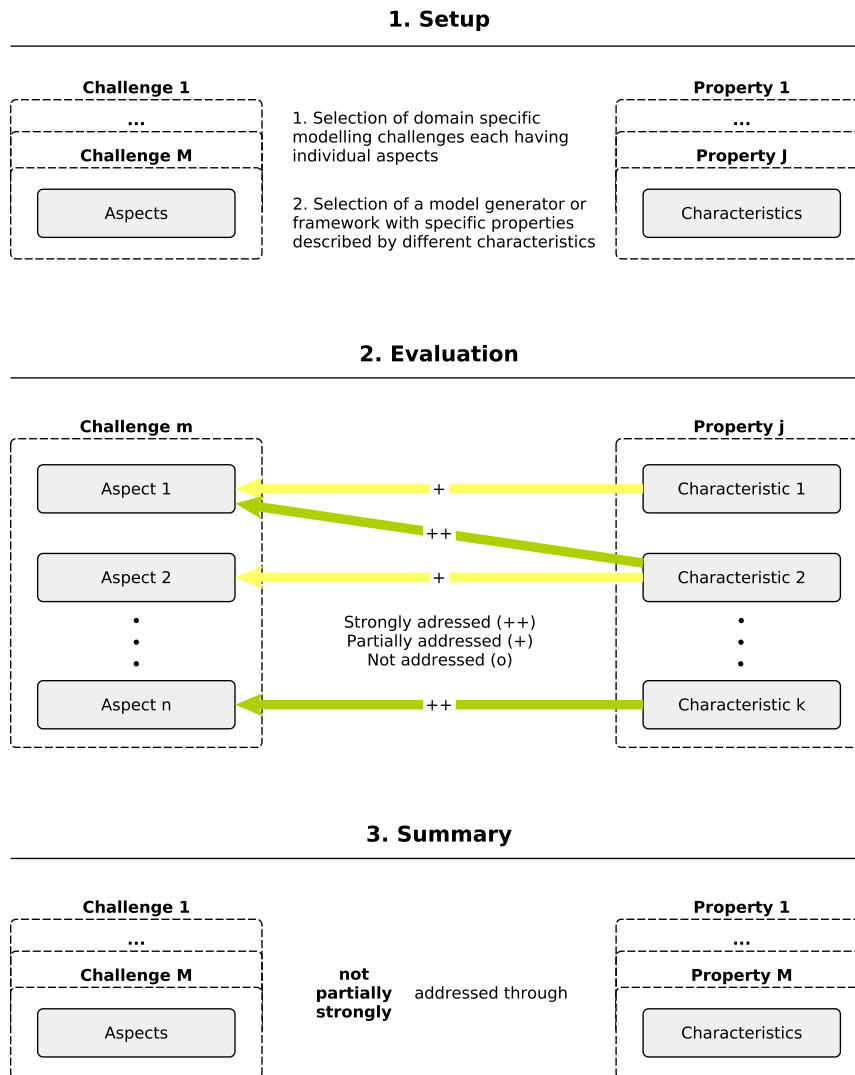 1. Setup
Challenge 1
...
Challenge M
Aspects
1. Selection of domain specific
modelling challenges each having
individual aspects
2. Selection of a model generator or
framework with specific properties
described by different characteristics
Property 1
...
Property J
Characteristics
2. Evaluation
Challenge m
Property j
Aspect 1
+
Characteristic 1
++
Aspect 2
+
Characteristic 2
Strongly adressed (++)
Partially addressed (+)
Not addressed (o)
Aspect n
++
Characteristic k
3. Summary
Challenge 1
...
Challenge M
Aspects
not
partially
strongly
addressed through
Property 1
...
Property M
Characteristics